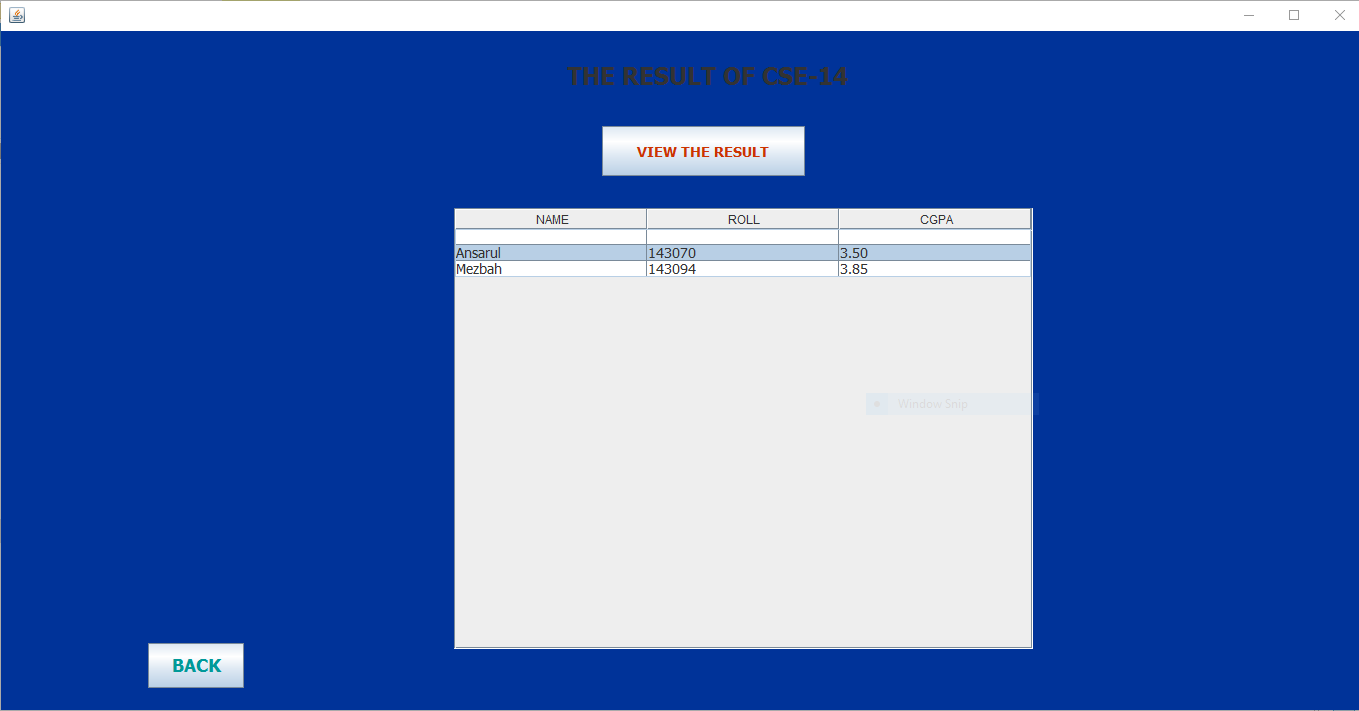 THE RESULT OF CSE-14
VIEW THE RESULT
NAME ROLL CGPA
Ansarul 143070 3.50
Mezbah 143094 3.85
Window Snip
BACK